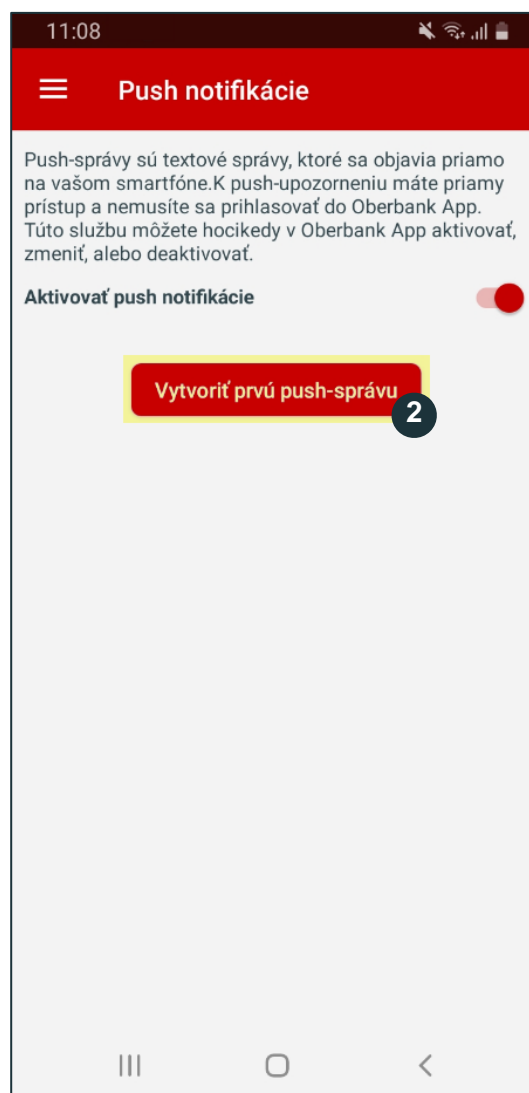 11:08
Push notifikácie
Push-správy sú textové správy, ktoré sa objavia priamo
na vašom smartfóne.K push-upozorneniu máte priamy
prístup a nemusíte sa prihlasovať do Oberbank App.
Túto službu môžete hocikedy v Oberbank App aktivovať,
zmeniť, alebo deaktivovať.
Aktivovať push notifikácie
Vytvoriť prvú push-správu
2